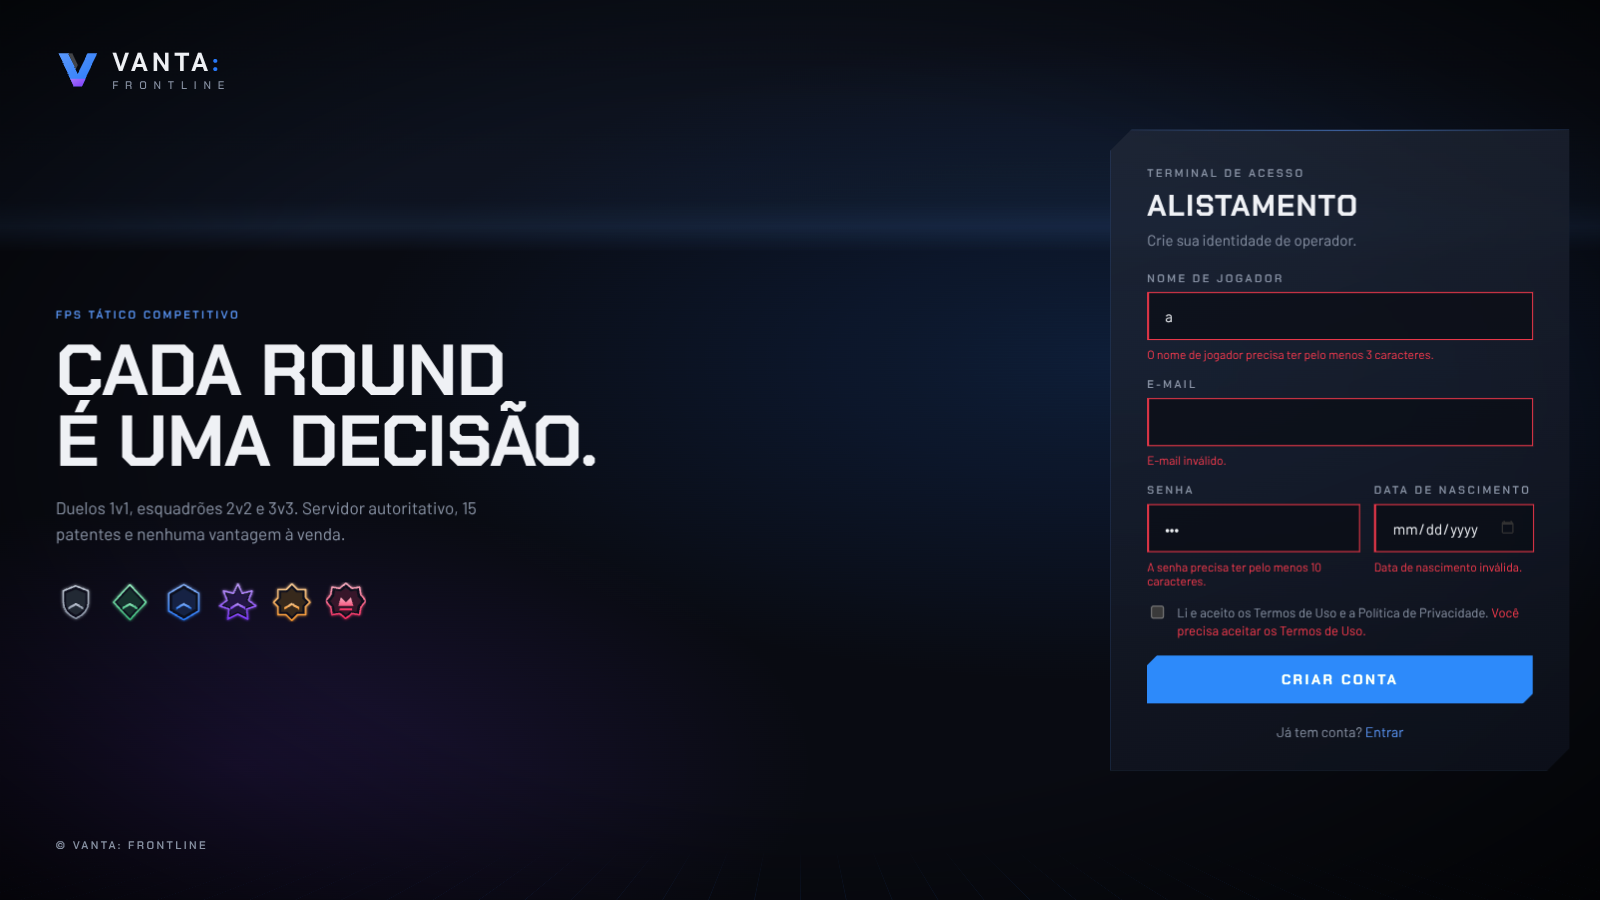 VANTA:
FRONTLINE
FPS TÁTICO COMPETITIVO
CADA ROUND
É UMA DECISÃO.
Duelos 1v1, esquadrões 2v2 e 3v3. Servidor autoritativo, 15
patentes e nenhuma vantagem à venda.
© VANTA: FRONTLINE
TERMINAL DE ACESSO
ALISTAMENTO
Crie sua identidade de operador.
NOME DE JOGADOR
a
O nome de jogador precisa ter pelo menos 3 caracteres.
E-MAIL
E-mail inválido.
SENHA
•••
A senha precisa ter pelo menos 10
caracteres.
DATA DE NASCIMENTO
mm/dd/yyyy
Data de nascimento inválida.
Li e aceito os Termos de Uso e a Política de Privacidade. Você
precisa aceitar os Termos de Uso.
CRIAR CONTA
Já tem conta? Entrar